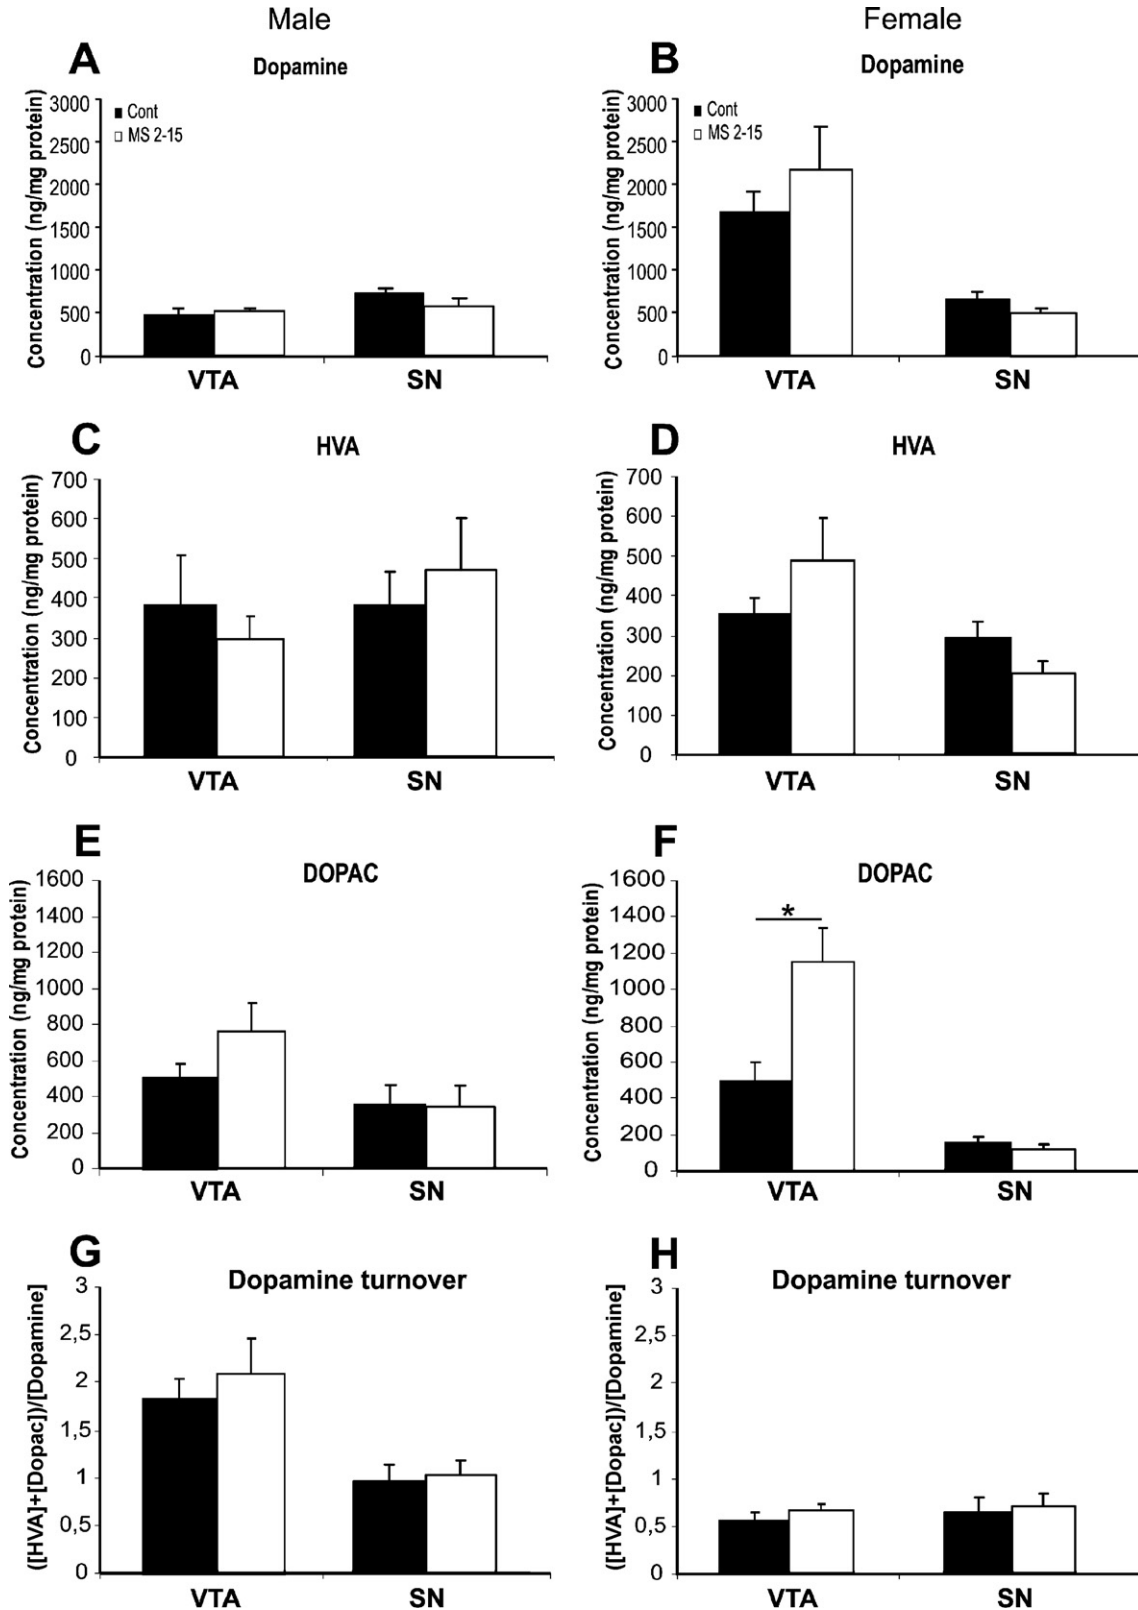 Male
Female
A
Dopamine
Concentration (ng/mg protein)
3000
2500
2000
1500
1000
500
0
Cont
MS 2-15
VTA
SN
B
Dopamine
Concentration (ng/mg protein)
3000
2500
2000
1500
1000
500
0
Cont
MS 2-15
VTA
SN
C
HVA
Concentration (ng/mg protein)
700
600
500
400
300
200
100
0
VTA
SN
D
HVA
Concentration (ng/mg protein)
700
600
500
400
300
200
100
0
VTA
SN
E
DOPAC
Concentration (ng/mg protein)
1600
1400
1200
1000
800
600
400
200
0
VTA
SN
F
DOPAC
Concentration (ng/mg protein)
1600
1400
1200
1000
800
600
400
200
0
*
VTA
SN
G
Dopamine turnover
([HVA]+[Dopac])/[Dopamine]
3
2,5
2
1,5
1
0,5
0
VTA
SN
H
Dopamine turnover
([HVA]+[Dopac])/[Dopamine]
3
2,5
2
1,5
1
0,5
0
VTA
SN